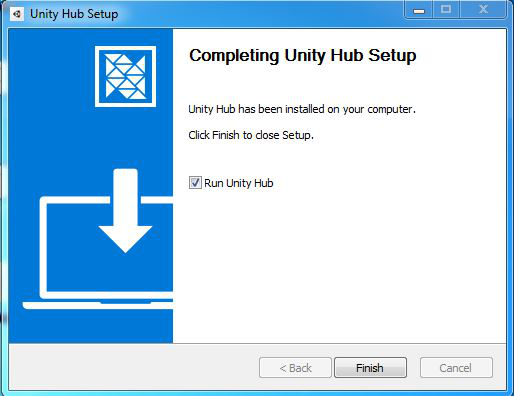 Unity Hub Setup
Completing Unity Hub Setup
Unity Hub has been installed on your computer.
Click Finish to close Setup.
Run Unity Hub
< Back
Finish
Cancel